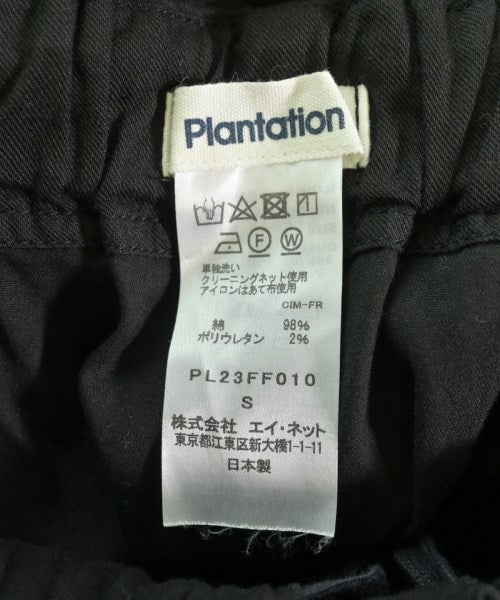 Plantation
単独洗い
クリーニングネット使用
アイロンはあて布使用
CIM-FR
綿 98%
ポリウレタン 2%
PL23FF010
S
株式会社 エイ・ネット
東京都江東区新大橋1-1-11
日本製